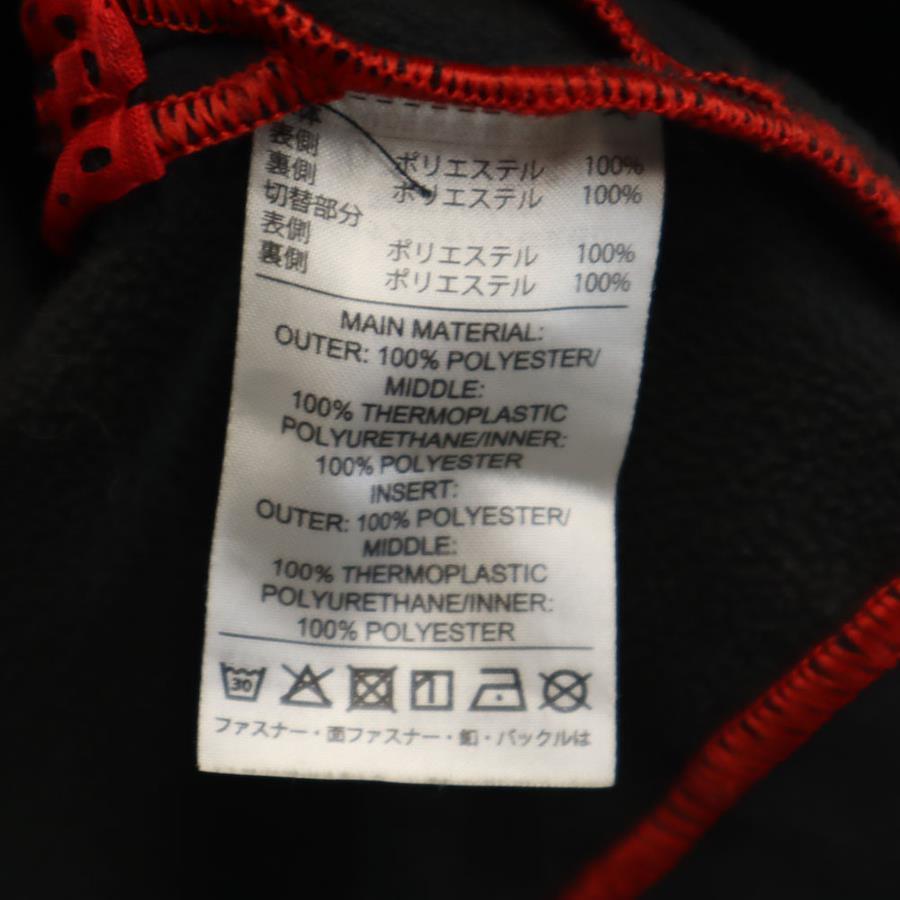 体
表側 ポリエステル 100%
裏側 ポリエステル 100%
切替部分
表側 ポリエステル 100%
裏側 ポリエステル 100%
MAIN MATERIAL:
OUTER: 100% POLYESTER/
MIDDLE:
100% THERMOPLASTIC
POLYURETHANE/INNER:
100% POLYESTER
INSERT:
OUTER: 100% POLYESTER/
MIDDLE:
100% THERMOPLASTIC
POLYURETHANE/INNER:
100% POLYESTER
30
ファスナー・面ファスナー・釦・バックルは